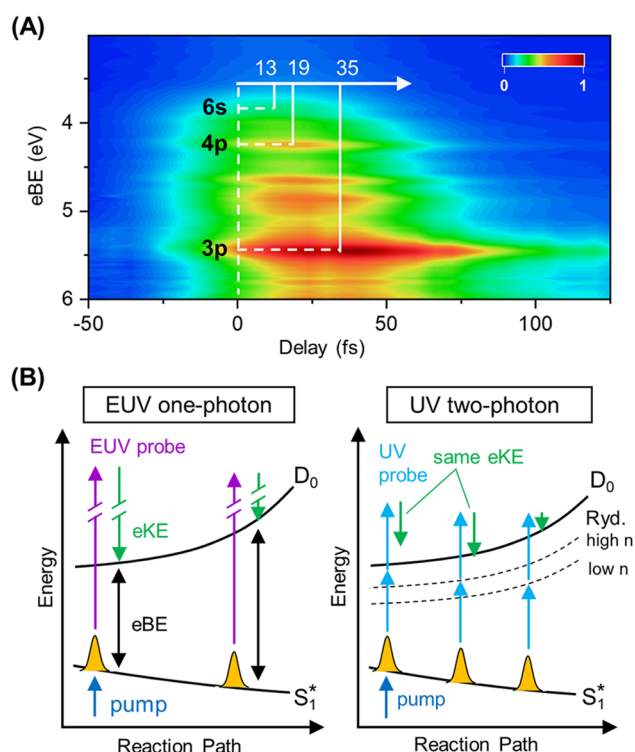 (A)
0 1
13 19 35
6s
4p
3p
4
5
6
eBE (eV)
-50 0 50 100
Delay (fs)
(B)
EUV one-photon
EUV probe
D0
eKE
eBE
pump
S1*
Energy
Reaction Path
UV two-photon
UV probe
same eKE
D0
Ryd.
high n
low n
pump
S1*
Energy
Reaction Path